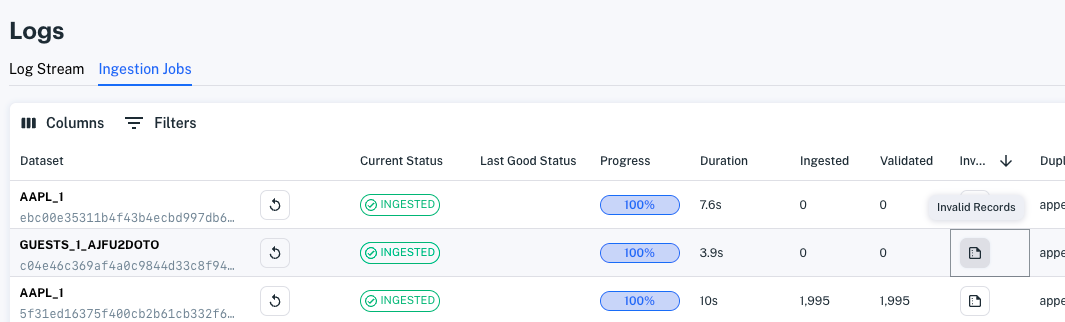 Logs
Log Stream Ingestion Jobs
Columns Filters
Dataset Current Status Last Good Status Progress Duration Ingested Validated Inv... Dupl
AAPL_1
ebc00e35311b4f43b4ecbd997db6… INGESTED 100% 7.6s 0 0 Invalid Records appe
GUESTS_1_AJFU2DOTO
c04e46c369af4a0c9844d33c8f94… INGESTED 100% 3.9s 0 0 appe
AAPL_1
5f31ed16375f400cb2b61cb332f6… INGESTED 100% 10s 1,995 1,995 appe